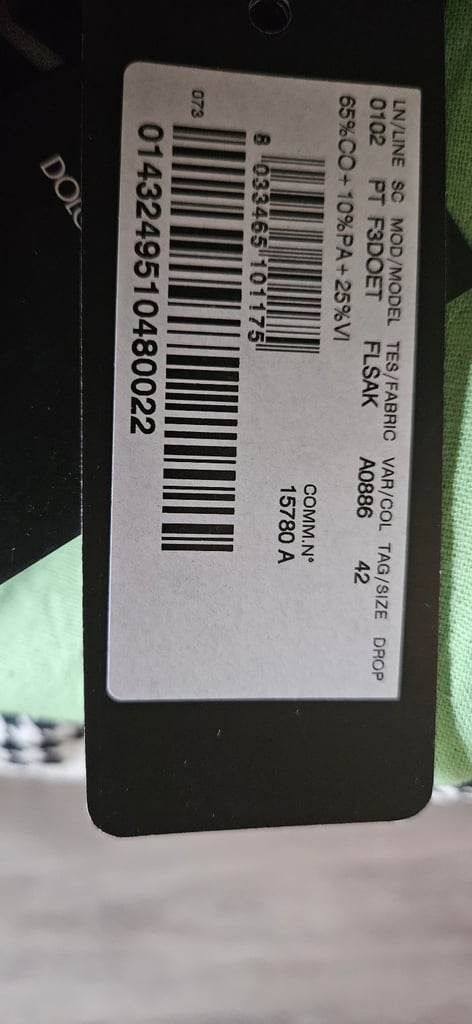 LN/LINE SC MOD/MODEL TES/FABRIC VAR/COL TAG/SIZE DROP
0102 PT F3DOET FLSAK A0886 42
65%CO+10%PA+25%VI
COMM.N°
15780 A
8 033465 101175
073
0143249510480022